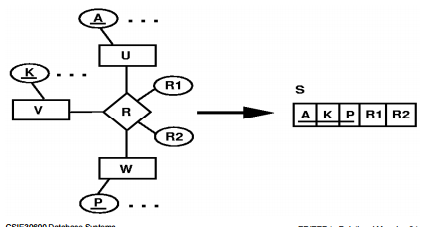 A . . .
U
K . . .
R1
S
V
R
A K P R1 R2
R2
W
P . . .
CSIE30600 Database Systems